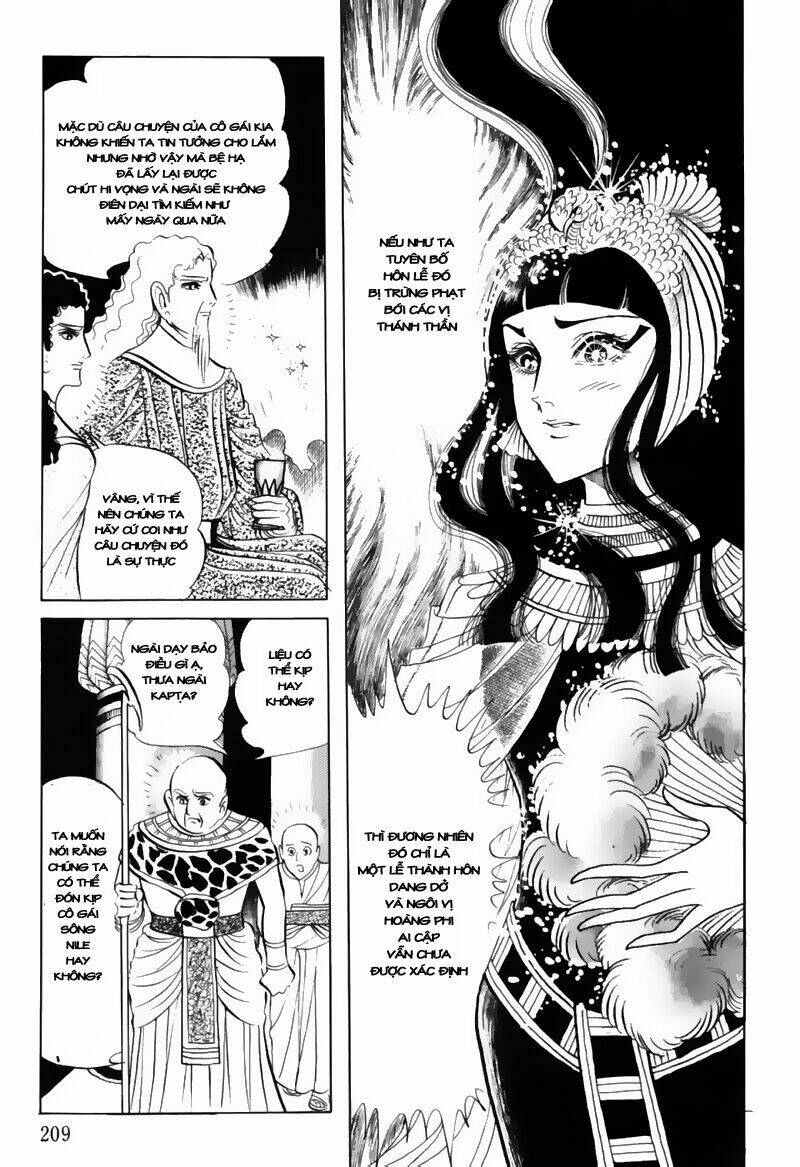 MẶC DÙ CÂU CHUYỆN CỦA CÔ GÁI KIA
KHÔNG KHIẾN TA TIN TƯỞNG CHO LẮM
NHƯNG NHỜ VẬY MÀ BỆ HẠ
ĐÃ LẤY LẠI ĐƯỢC
CHÚT HI VỌNG VÀ NGÀI SẼ KHÔNG
ĐIÊN DẠI TÌM KIẾM NHƯ
MẤY NGÀY QUA NỮA
VÂNG, VÌ THẾ
NÊN CHÚNG TA
HÃY CỨ COI NHƯ
CÂU CHUYỆN ĐÓ
LÀ SỰ THỰC
NẾU NHƯ TA
TUYÊN BỐ
HÔN LỄ ĐÓ
BỊ TRỪNG PHẠT
BỚI CÁC VỊ
THÁNH THẦN
THÌ ĐƯƠNG NHIÊN
ĐÓ CHỈ LÀ
MỘT LỄ THÀNH HÔN
DANG DỞ
VÀ NGÔI VỊ
HOÀNG PHI
AI CẬP
VẪN CHƯA
ĐƯỢC XÁC ĐỊNH
LIỆU CÓ
THỂ KỊP
HAY
KHÔNG?
NGÀI DẠY BẢO
ĐIỀU GÌ Ạ,
THƯA NGÀI
KAPTA?
TA MUỐN
NÓI RẰNG
CHÚNG TA
CÓ THỂ
ĐÓN KỊP
CÔ GÁI
SÔNG
NILE
HAY
KHÔNG?
209